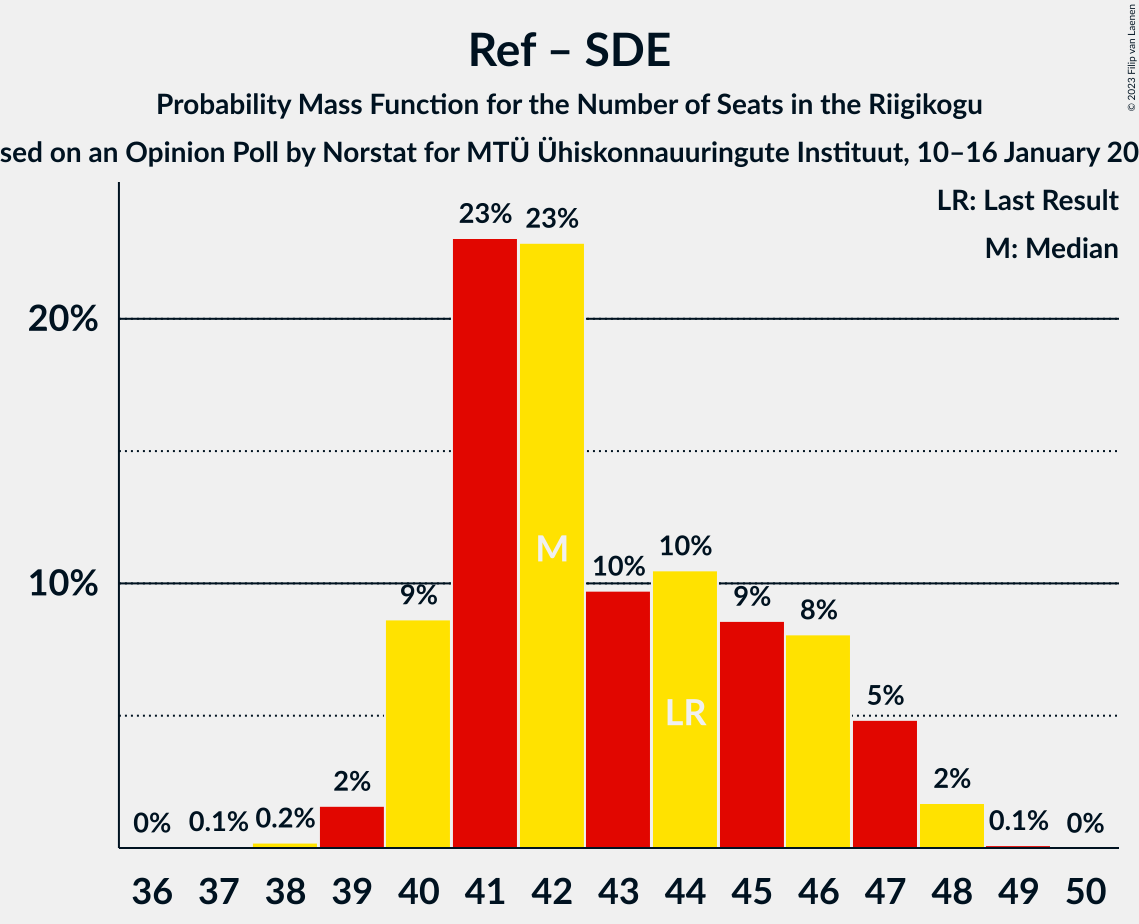 Ref – SDE
Probability Mass Function for the Number of Seats in the Riigikogu
sed on an Opinion Poll by Norstat for MTÜ Ühiskonnauuringute Instituut, 10–16 January 20
© 2023 Filip van Laenen
LR: Last Result
M: Median
23% 23%
20%
M
10% 10%
10% 9% 9% 8%
LR
5%
2% 2%
0% 0.1% 0.2% 0.1% 0%
36 37 38 39 40 41 42 43 44 45 46 47 48 49 50